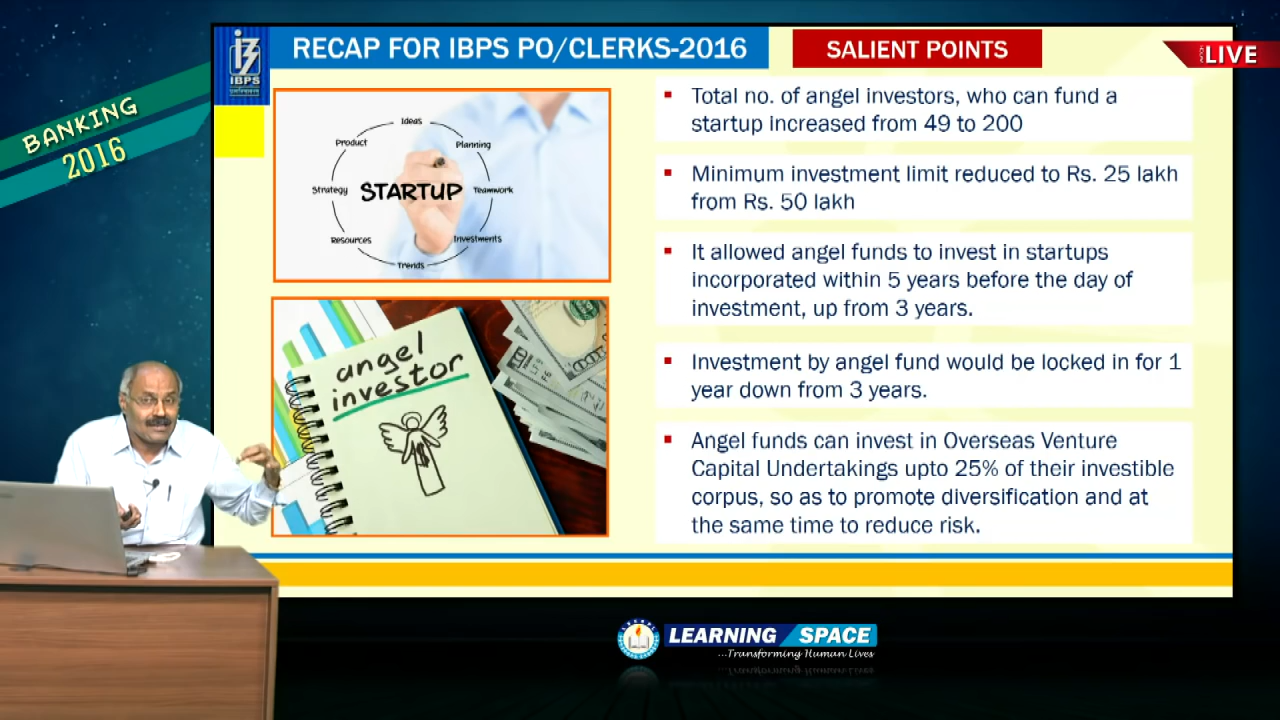 RECAP FOR IBPS PO/CLERKS-2016
SALIENT POINTS
LIVE
IBPS
BANKING
2016
Ideas
Product
Planning
Strategy
STARTUP
Teamwork
Resources
Investments
Trends
angel
investor
Total no. of angel investors, who can fund a
startup increased from 49 to 200
Minimum investment limit reduced to Rs. 25 lakh
from Rs. 50 lakh
It allowed angel funds to invest in startups
incorporated within 5 years before the day of
investment, up from 3 years.
Investment by angel fund would be locked in for 1
year down from 3 years.
Angel funds can invest in Overseas Venture
Capital Undertakings upto 25% of their investible
corpus, so as to promote diversification and at
the same time to reduce risk.
LEARNING SPACE
...Transforming Human Lives